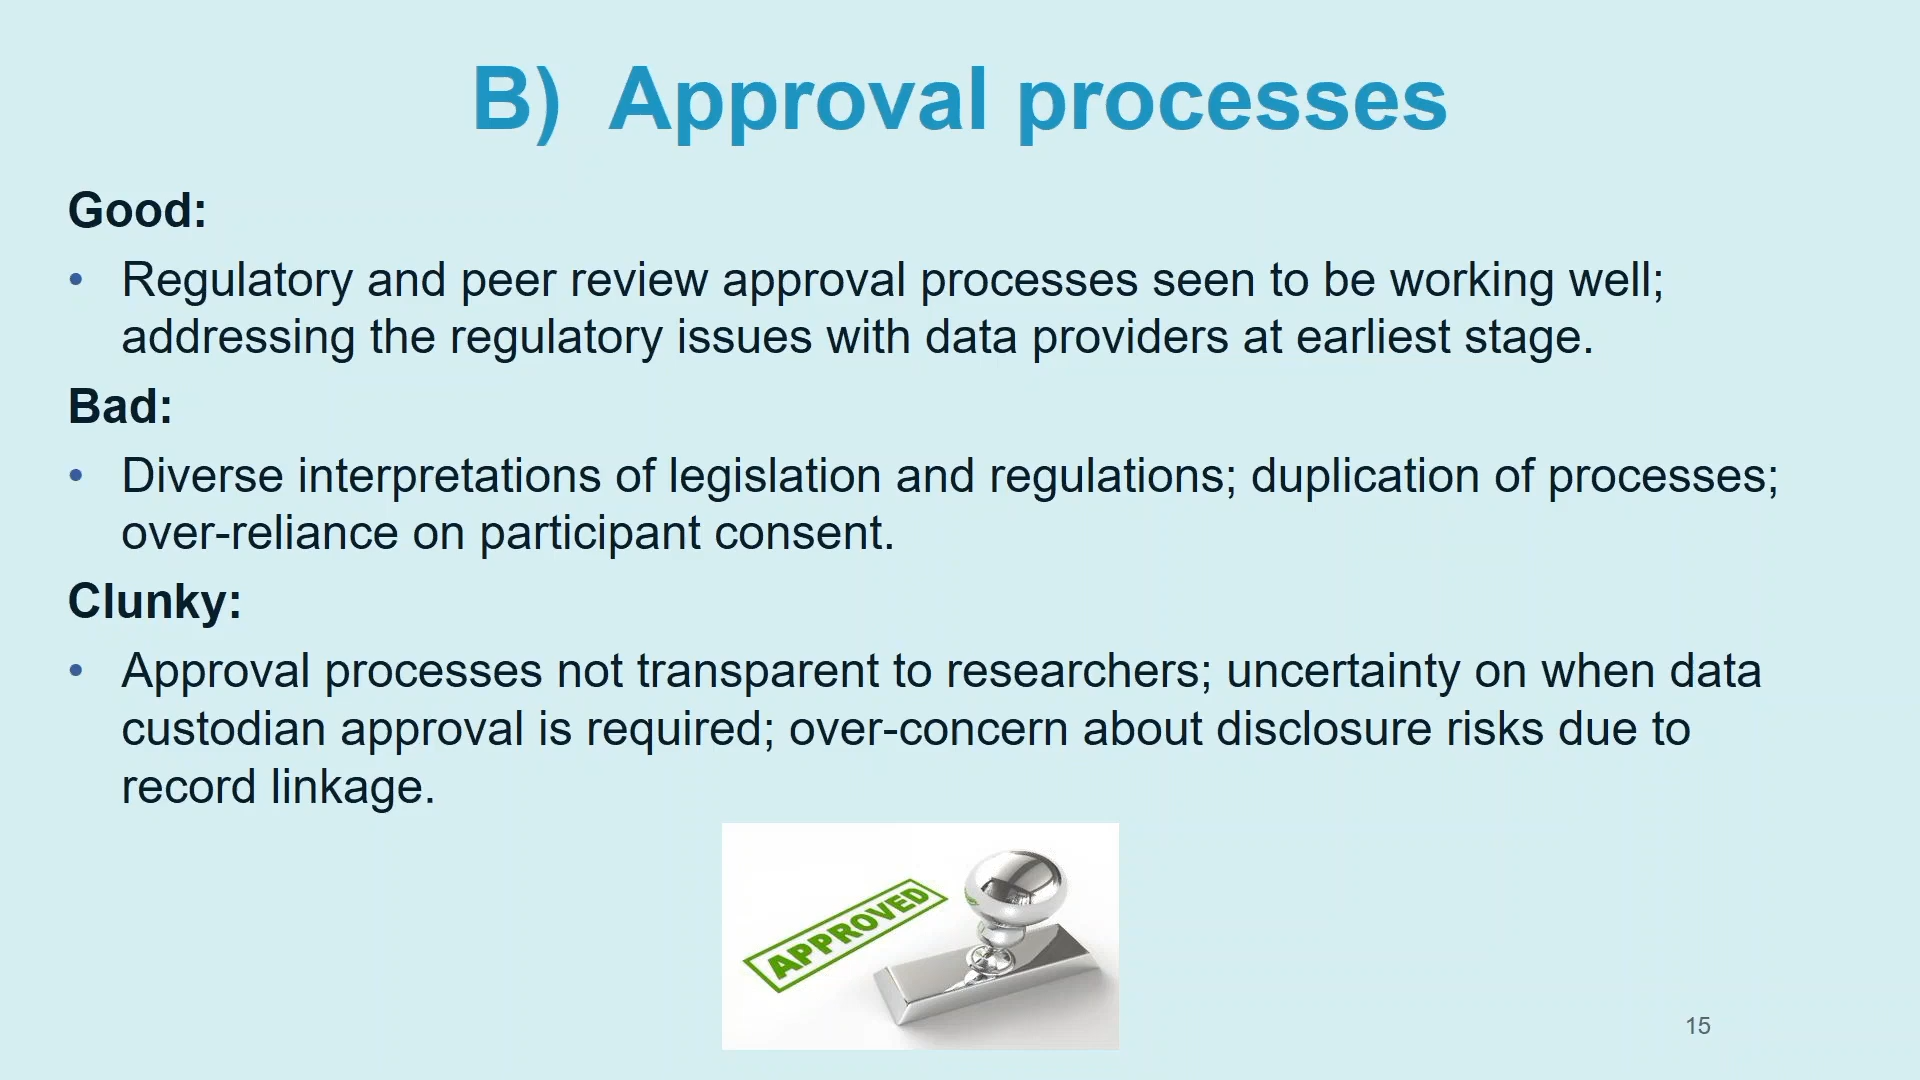 B) Approval processes
Good:
• Regulatory and peer review approval processes seen to be working well;
addressing the regulatory issues with data providers at earliest stage.
Bad:
• Diverse interpretations of legislation and regulations; duplication of processes;
over-reliance on participant consent.
Clunky:
• Approval processes not transparent to researchers; uncertainty on when data
custodian approval is required; over-concern about disclosure risks due to
record linkage.
APPROVED
15